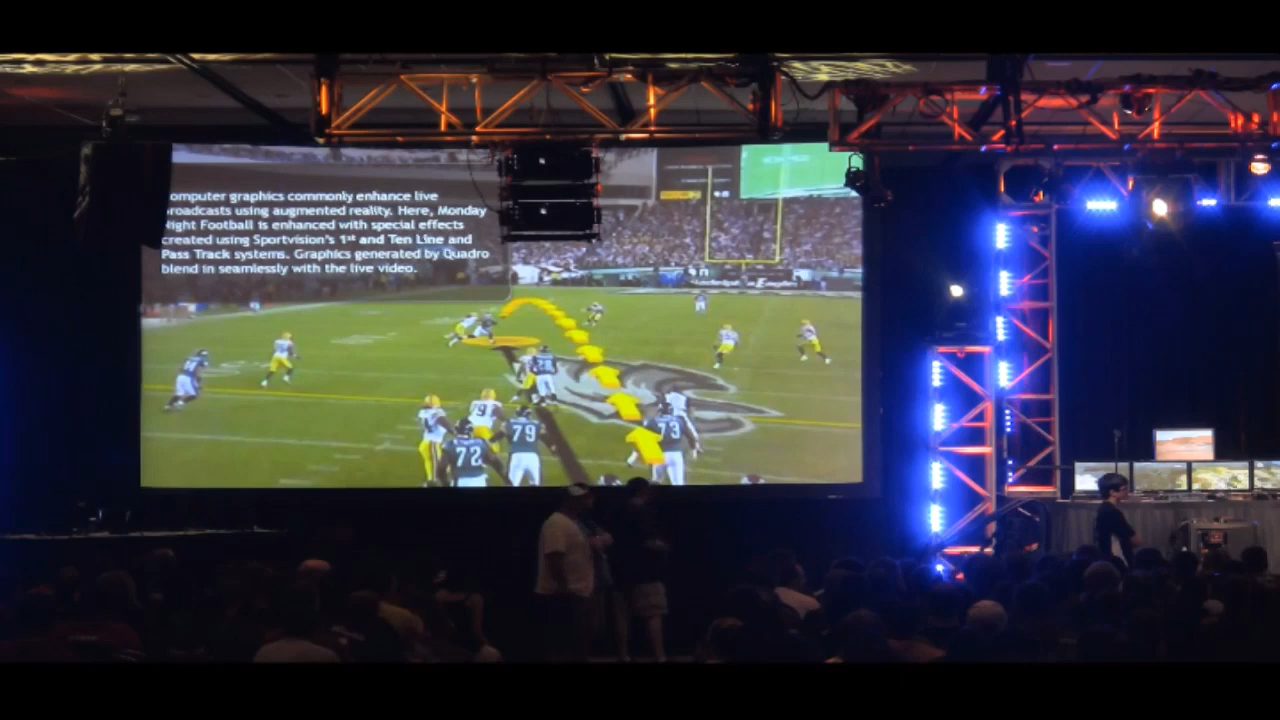 omputer graphics commonly enhance live
roadcasts using augmented reality. Here, Monday
ight Football is enhanced with special effects
created using Sportvision's 1st and Ten Line and
Pass Track systems. Graphics generated by Quadro
blend in seamlessly with the live video.
79
73
79
72